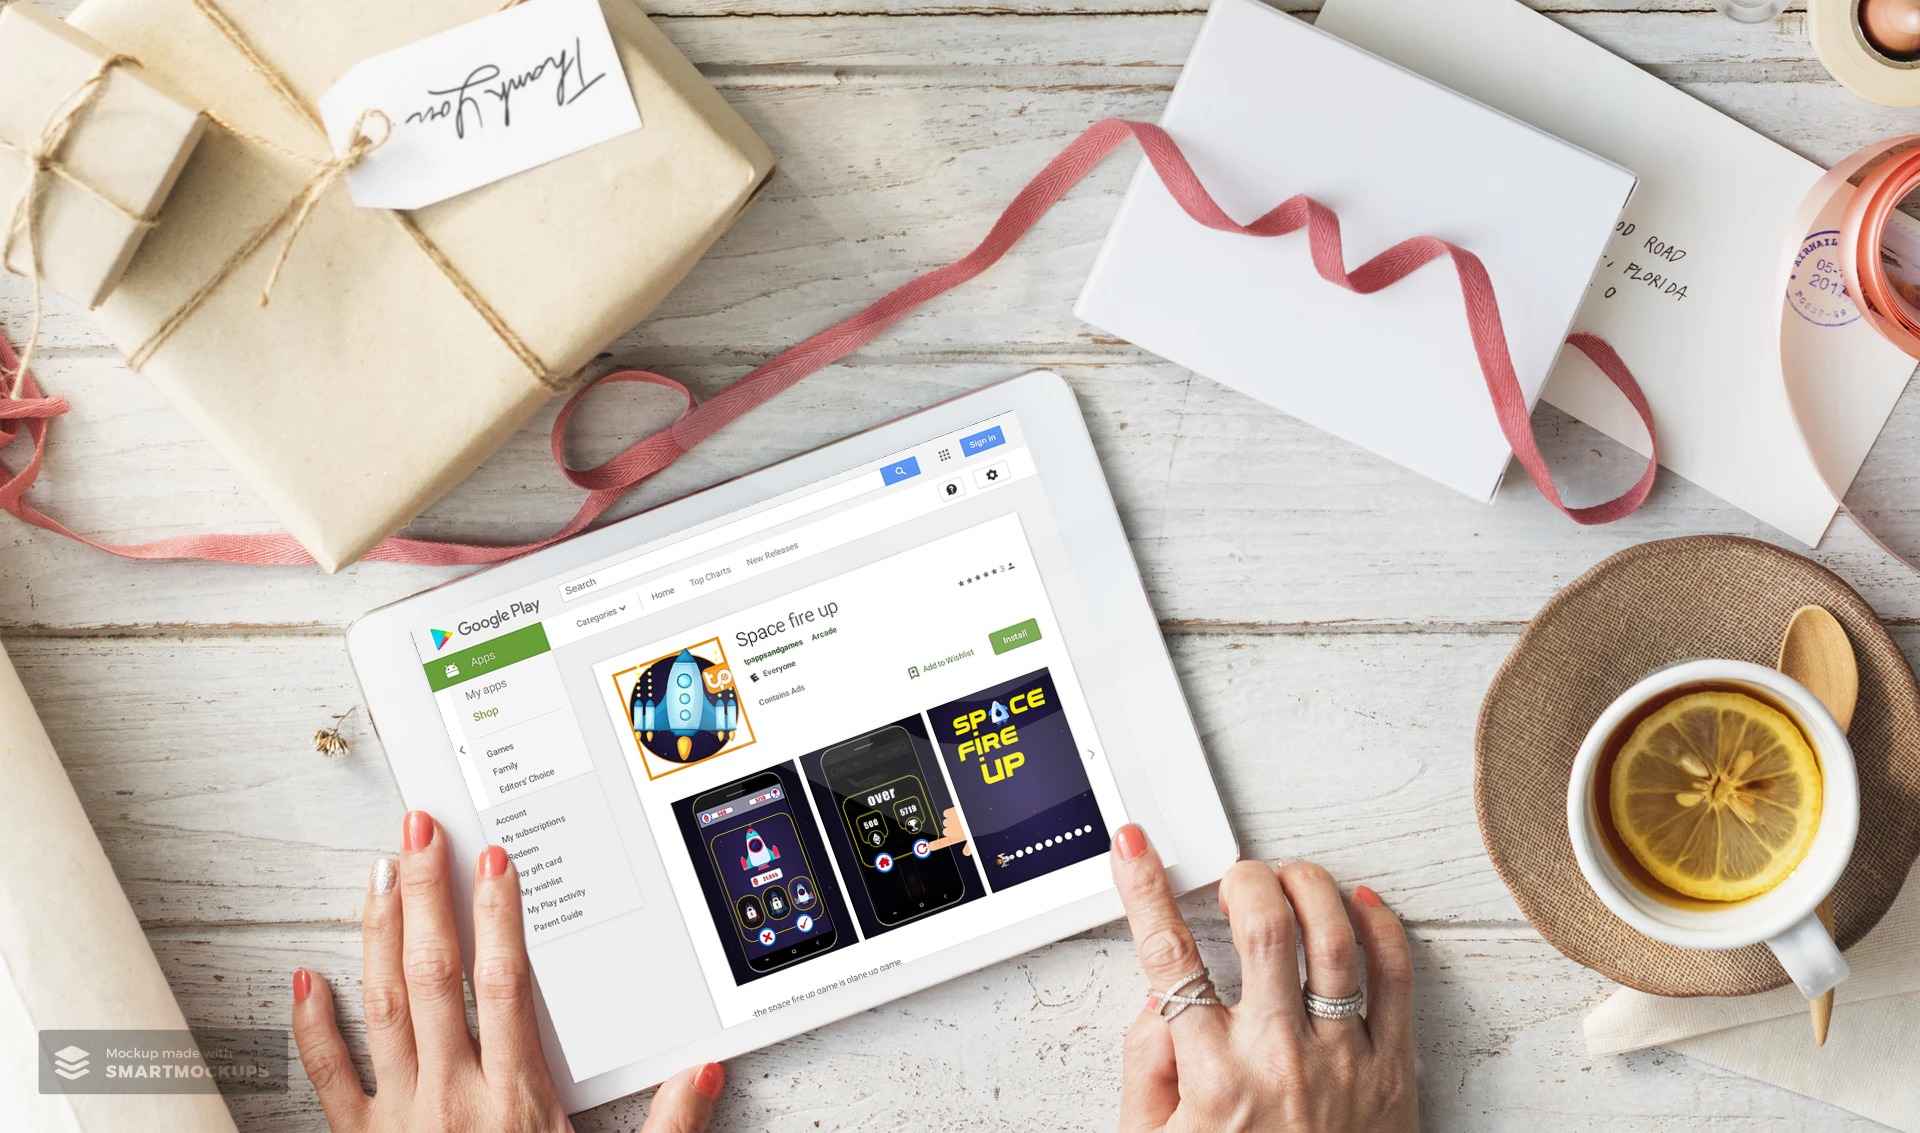 Thank You
OD ROAD
, FLORIDA
0
AIRMAIL
05-
201
Google Play
Search
Sign in
Categories
Home
Top Charts
New Releases
Apps
My apps
Shop
Games
Family
Editors' Choice
Account
My subscriptions
Redeem
uy gift card
My wishlist
My Play activity
Parent Guide
Space fire up
tpappsandgames Arcade
Everyone
Contains Ads
3
Add to Wishlist
Install
over
500
5719
SPACE
FIRE
UP
-the space fire up game is plane up game
Mockup made with
SMARTMOCKUPS